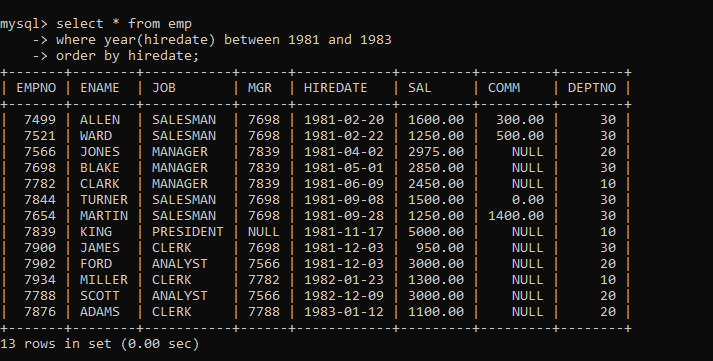 mysql> select * from emp
    -> where year(hiredate) between 1981 and 1983
    -> order by hiredate;
+-------+--------+-----------+------+------------+---------+---------+--------+
| EMPNO | ENAME  | JOB       | MGR  | HIREDATE   | SAL     | COMM    | DEPTNO |
+-------+--------+-----------+------+------------+---------+---------+--------+
|  7499 | ALLEN  | SALESMAN  | 7698 | 1981-02-20 | 1600.00 |  300.00 |     30 |
|  7521 | WARD   | SALESMAN  | 7698 | 1981-02-22 | 1250.00 |  500.00 |     30 |
|  7566 | JONES  | MANAGER   | 7839 | 1981-04-02 | 2975.00 |    NULL |     20 |
|  7698 | BLAKE  | MANAGER   | 7839 | 1981-05-01 | 2850.00 |    NULL |     30 |
|  7782 | CLARK  | MANAGER   | 7839 | 1981-06-09 | 2450.00 |    NULL |     10 |
|  7844 | TURNER | SALESMAN  | 7698 | 1981-09-08 | 1500.00 |    0.00 |     30 |
|  7654 | MARTIN | SALESMAN  | 7698 | 1981-09-28 | 1250.00 | 1400.00 |     30 |
|  7839 | KING   | PRESIDENT | NULL | 1981-11-17 | 5000.00 |    NULL |     10 |
|  7900 | JAMES  | CLERK     | 7698 | 1981-12-03 |  950.00 |    NULL |     30 |
|  7902 | FORD   | ANALYST   | 7566 | 1981-12-03 | 3000.00 |    NULL |     20 |
|  7934 | MILLER | CLERK     | 7782 | 1982-01-23 | 1300.00 |    NULL |     10 |
|  7788 | SCOTT  | ANALYST   | 7566 | 1982-12-09 | 3000.00 |    NULL |     20 |
|  7876 | ADAMS  | CLERK     | 7788 | 1983-01-12 | 1100.00 |    NULL |     20 |
+-------+--------+-----------+------+------------+---------+---------+--------+
13 rows in set (0.00 sec)